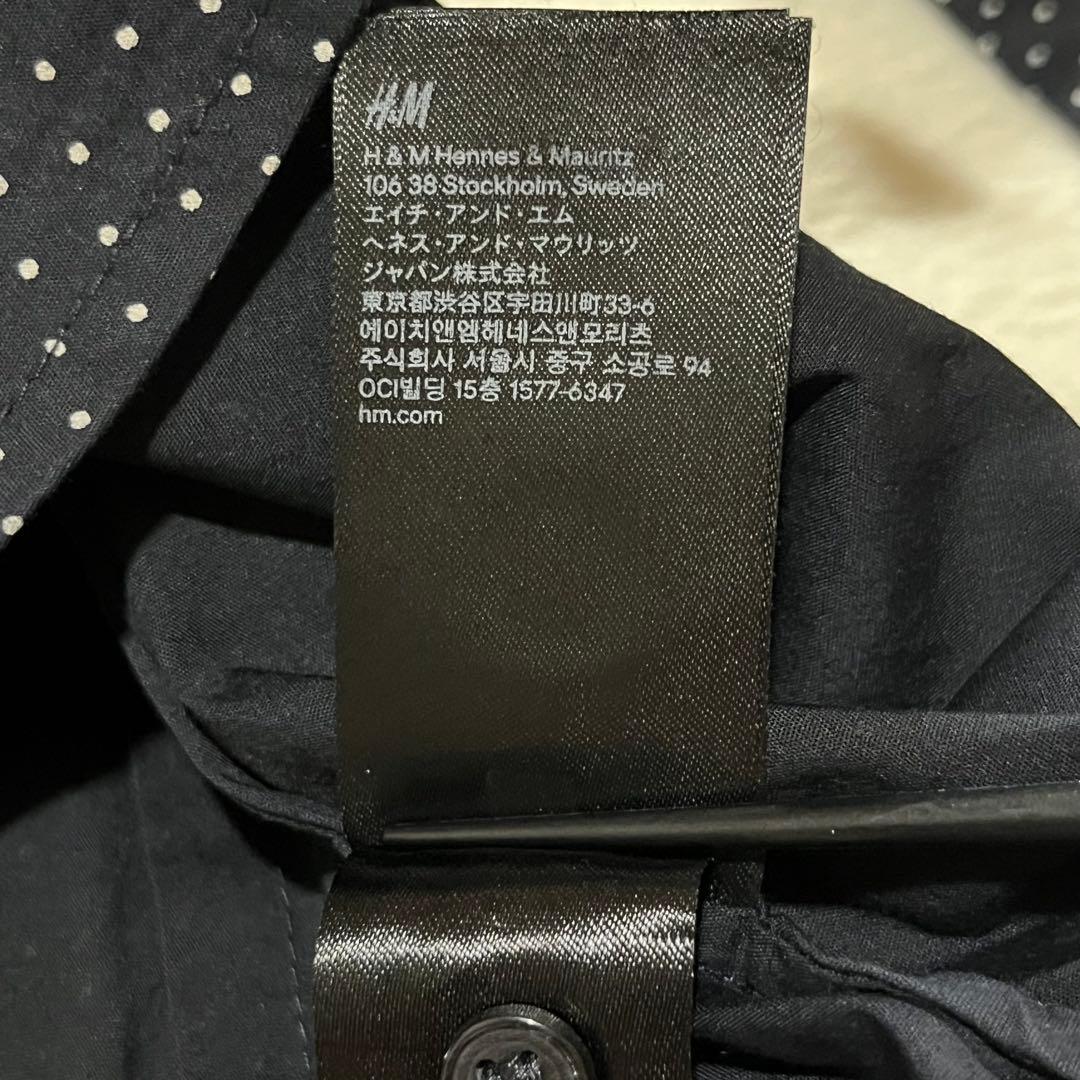 H&M
H & M Hennes & Mauritz
106 38 Stockholm, Sweden
エイチ・アンド・エム
ヘネス・アンド・マウリッツ
ジャパン株式会社
東京都渋谷区宇田川町33-6
에이치앤엠헤네스앤모리츠
주식회사 서울시 중구 소공로 94
OCI빌딩 15층 1577-6347
hm.com